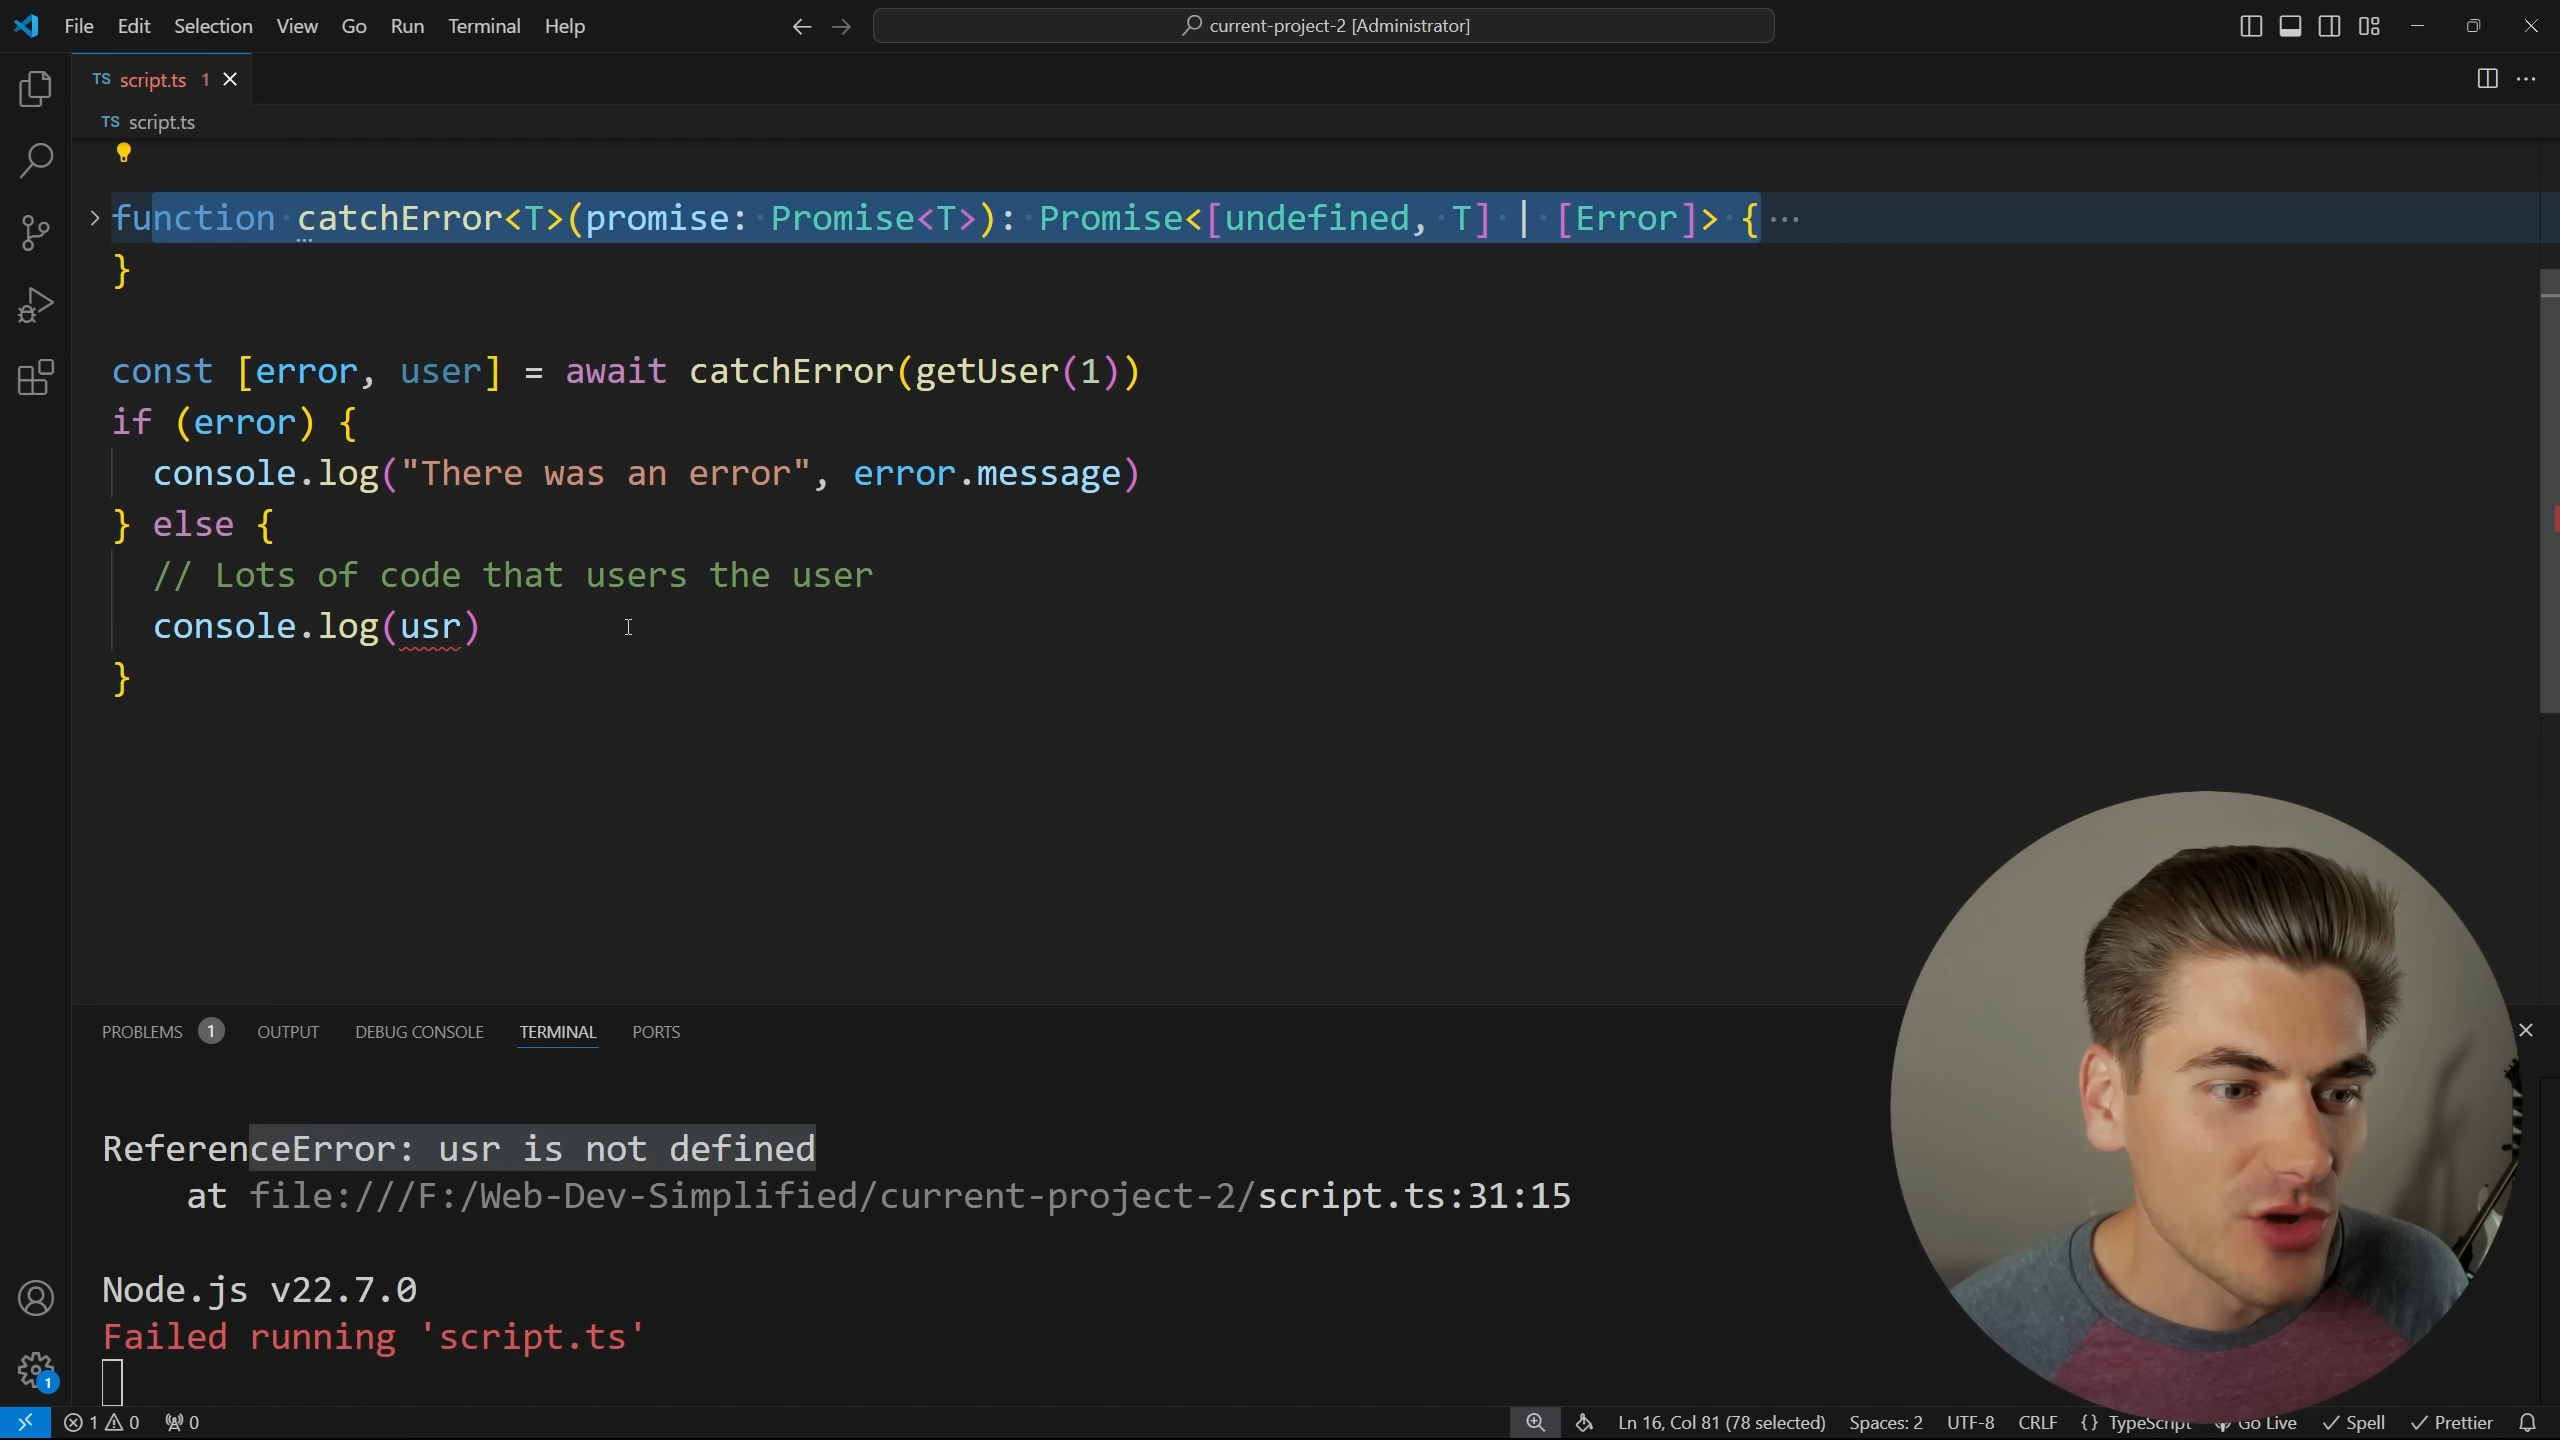 File Edit Selection View Go Run Terminal Help
current-project-2 [Administrator]
TS script.ts 1
TS script.ts
function catchError<T>(promise: Promise<T>): Promise<[undefined, T] | [Error]> {···
}
const [error, user] = await catchError(getUser(1))
if (error) {
console.log("There was an error", error.message)
} else {
// Lots of code that users the user
console.log(usr)
}
PROBLEMS 1 OUTPUT DEBUG CONSOLE TERMINAL PORTS
ReferenceError: usr is not defined
at file:///F:/Web-Dev-Simplified/current-project-2/script.ts:31:15
Node.js v22.7.0
Failed running 'script.ts'
1
1 0 0 Ln 16, Col 81 (78 selected) Spaces: 2 UTF-8 CRLF {} TypeScript Go Live Spell Prettier